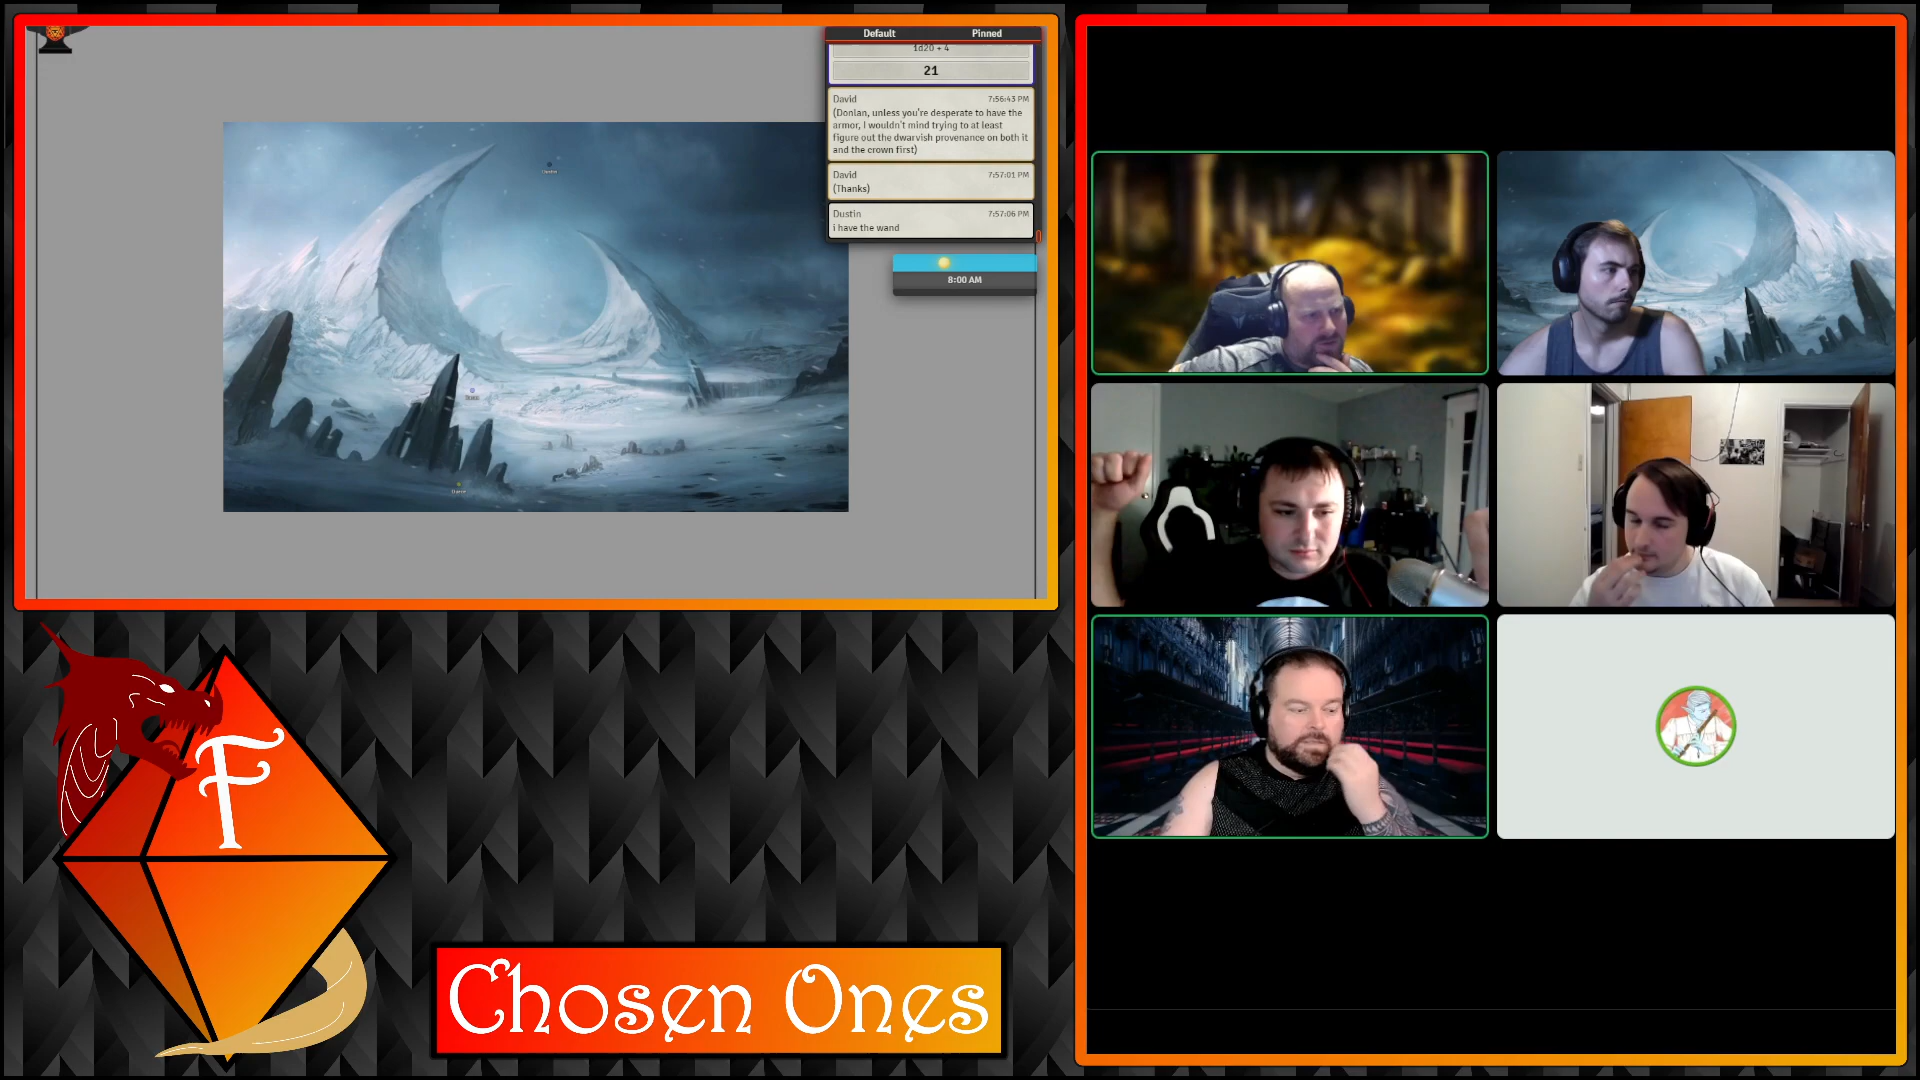 Default Pinned
1d20 + 4
21
David 7:56:43 PM
(Donlan, unless you're desperate to have the
armor, I wouldn't mind trying to at least
figure out the dwarvish provenance on both it
and the crown first)
David 7:57:01 PM
(Thanks)
Dustin 7:57:06 PM
i have the wand
8:00 AM
F
Chosen Ones